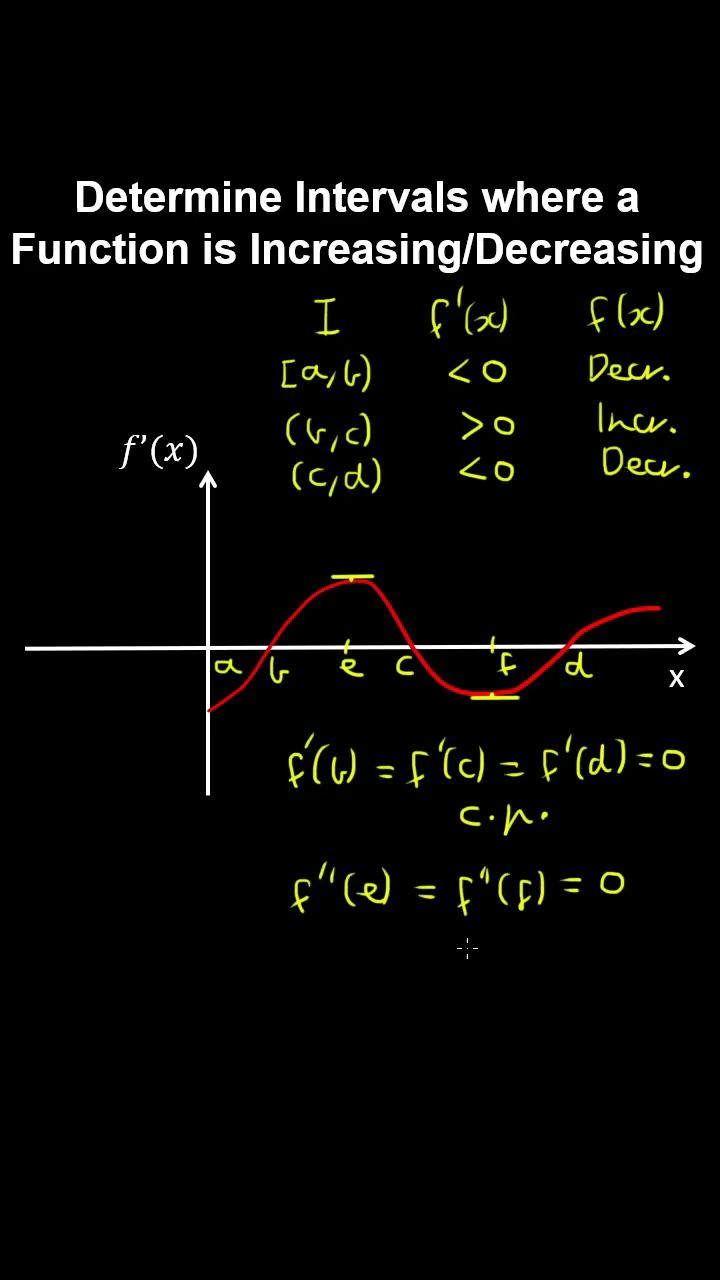 Determine Intervals where a
Function is Increasing/Decreasing
I f'(x) f(x)
[a,b) <0 Decr.
(b,c) >0 Incr.
(c,d) <0 Decr.
f'(x)
a b e c f d
x
f'(b) = f'(c) = f'(d) = 0
c.p.
f''(e) = f''(f) = 0